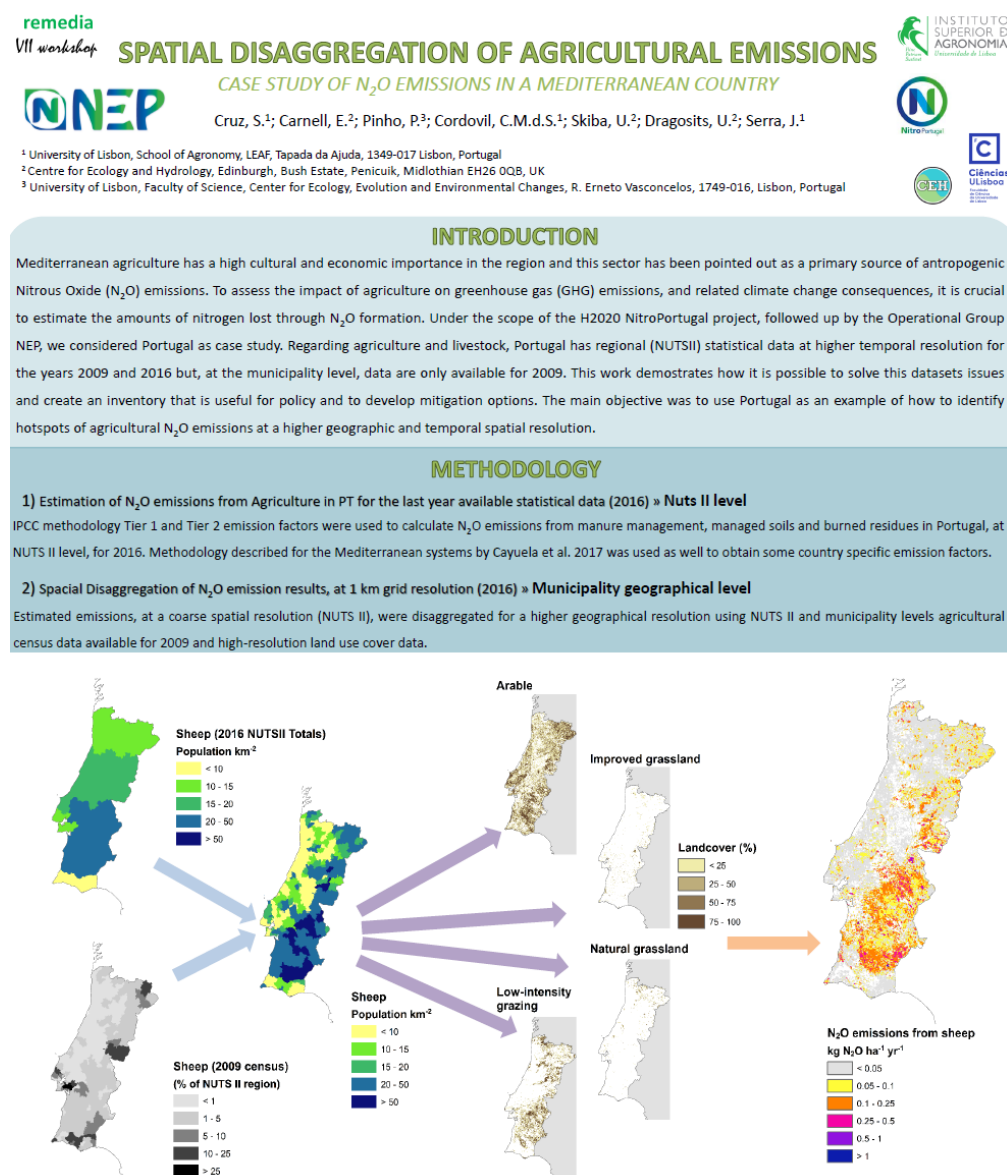 remedia
VII workshop
SPATIAL DISAGGREGATION OF AGRICULTURAL EMISSIONS
CASE STUDY OF N₂O EMISSIONS IN A MEDITERRANEAN COUNTRY
NEP
Cruz, S.¹; Carnell, E.²; Pinho, P.³; Cordovil, C.M.d.S.¹; Skiba, U.²; Dragosits, U.²; Serra, J.¹
INSTITUTO
SUPERIOR D
AGRONOMIA
Universidade de Lisboa
NitroPortugal
¹ University of Lisbon, School of Agronomy, LEAF, Tapada da Ajuda, 1349-017 Lisbon, Portugal
² Centre for Ecology and Hydrology, Edinburgh, Bush Estate, Penicuik, Midlothian EH26 0QB, UK
³ University of Lisbon, Faculty of Science, Center for Ecology, Evolution and Environmental Changes, R. Erneto Vasconcelos, 1749-016, Lisbon, Portugal
CEH
C
Ciências
ULisboa
Faculdade
de Ciências
da Universidade
de Lisboa
INTRODUCTION
Mediterranean agriculture has a high cultural and economic importance in the region and this sector has been pointed out as a primary source of antropogenic
Nitrous Oxide (N₂O) emissions. To assess the impact of agriculture on greenhouse gas (GHG) emissions, and related climate change consequences, it is crucial
to estimate the amounts of nitrogen lost through N₂O formation. Under the scope of the H2020 NitroPortugal project, followed up by the Operational Group
NEP, we considered Portugal as case study. Regarding agriculture and livestock, Portugal has regional (NUTSII) statistical data at higher temporal resolution for
the years 2009 and 2016 but, at the municipality level, data are only available for 2009. This work demostrates how it is possible to solve this datasets issues
and create an inventory that is useful for policy and to develop mitigation options. The main objective was to use Portugal as an example of how to identify
hotspots of agricultural N₂O emissions at a higher geographic and temporal spatial resolution.
METHODOLOGY
1) Estimation of N₂O emissions from Agriculture in PT for the last year available statistical data (2016) » Nuts II level
IPCC methodology Tier 1 and Tier 2 emission factors were used to calculate N₂O emissions from manure management, managed soils and burned residues in Portugal, at
NUTS II level, for 2016. Methodology described for the Mediterranean systems by Cayuela et al. 2017 was used as well to obtain some country specific emission factors.
2) Spacial Disaggregation of N₂O emission results, at 1 km grid resolution (2016) » Municipality geographical level
Estimated emissions, at a coarse spatial resolution (NUTS II), were disaggregated for a higher geographical resolution using NUTS II and municipality levels agricultural
census data available for 2009 and high-resolution land use cover data.
Sheep (2016 NUTSII Totals)
Population km⁻²
< 10
10 - 15
15 - 20
20 - 50
> 50
Sheep (2009 census)
(% of NUTS II region)
< 1
1 - 5
5 - 10
10 - 25
> 25
Sheep
Population km⁻²
< 10
10 - 15
15 - 20
20 - 50
> 50
Arable
Improved grassland
Landcover (%)
< 25
25 - 50
50 - 75
75 - 100
Natural grassland
Low-intensity
grazing
N₂O emissions from sheep
kg N₂O ha⁻¹ yr⁻¹
< 0.05
0.05 - 0.1
0.1 - 0.25
0.25 - 0.5
0.5 - 1
> 1